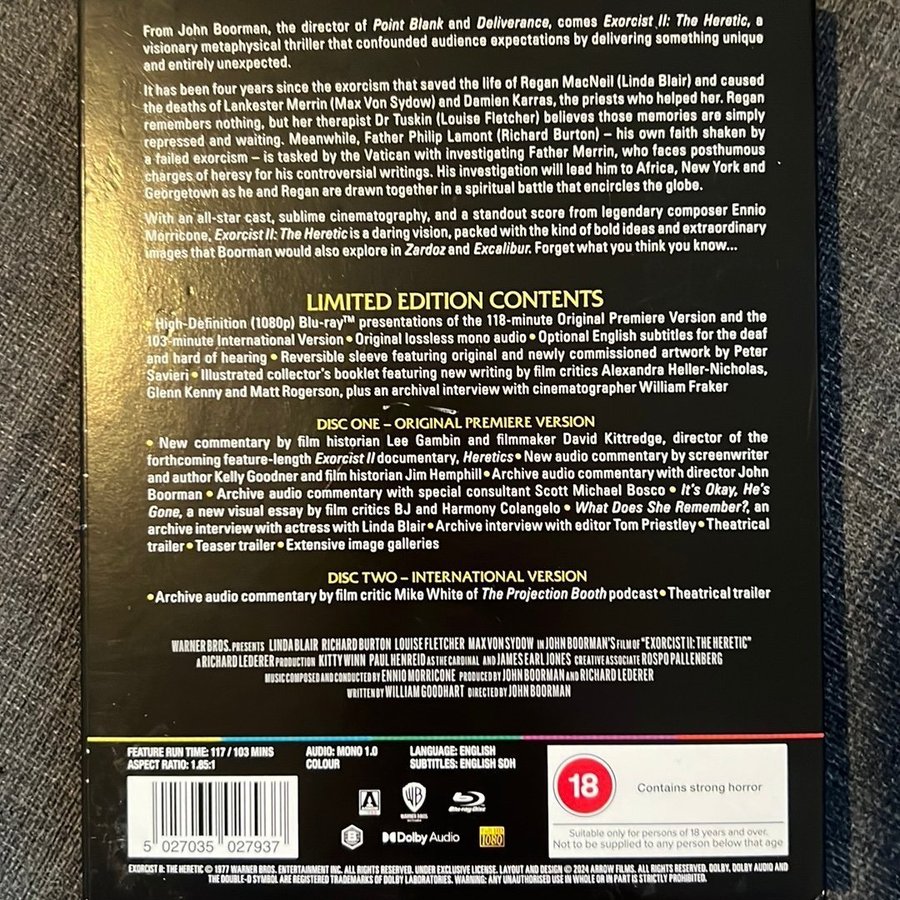 From John Boorman, the director of Point Blank and Deliverance, comes Exorcist II: The Heretic, a
visionary metaphysical thriller that confounded audience expectations by delivering something unique
and entirely unexpected.
It has been four years since the exorcism that saved the life of Regan MacNeil (Linda Blair) and caused
the deaths of Lankester Merrin (Max Von Sydow) and Damien Karras, the priests who helped her. Regan
remembers nothing, but her therapist Dr Tuskin (Louise Fletcher) believes those memories are simply
repressed and waiting. Meanwhile, Father Philip Lamont (Richard Burton) – his own faith shaken by
a failed exorcism – is tasked by the Vatican with investigating Father Merrin, who faces posthumous
charges of heresy for his controversial writings. His investigation will lead him to Africa, New York and
Georgetown as he and Regan are drawn together in a spiritual battle that encircles the globe.
With an all-star cast, sublime cinematography, and a standout score from legendary composer Ennio
Morricone, Exorcist II: The Heretic is a daring vision, packed with the kind of bold ideas and extraordinary
images that Boorman would also explore in Zardoz and Excalibur. Forget what you think you know...
LIMITED EDITION CONTENTS
• High-Definition (1080p) Blu-ray™ presentations of the 118-minute Original Premiere Version and the
103-minute International Version • Original lossless mono audio • Optional English subtitles for the deaf
and hard of hearing • Reversible sleeve featuring original and newly commissioned artwork by Peter
Savieri • Illustrated collector's booklet featuring new writing by film critics Alexandra Heller-Nicholas,
Glenn Kenny and Matt Rogerson, plus an archival interview with cinematographer William Fraker
DISC ONE – ORIGINAL PREMIERE VERSION
• New commentary by film historian Lee Gambin and filmmaker David Kittredge, director of the
forthcoming feature-length Exorcist II documentary, Heretics • New audio commentary by screenwriter
and author Kelly Goodner and film historian Jim Hemphill • Archive audio commentary with director John
Boorman • Archive audio commentary with special consultant Scott Michael Bosco • It's Okay, He's
Gone, a new visual essay by film critics BJ and Harmony Colangelo • What Does She Remember?, an
archive interview with actress with Linda Blair • Archive interview with editor Tom Priestley • Theatrical
trailer • Teaser trailer • Extensive image galleries
DISC TWO – INTERNATIONAL VERSION
• Archive audio commentary by film critic Mike White of The Projection Booth podcast • Theatrical trailer
WARNER BROS. PRESENTS LINDA BLAIR RICHARD BURTON LOUISE FLETCHER MAX VON SYDOW IN JOHN BOORMAN'S FILM OF "EXORCIST II: THE HERETIC"
A RICHARD LEDERER PRODUCTION KITTY WINN PAUL HENREID AS THE CARDINAL AND JAMES EARL JONES CREATIVE ASSOCIATE ROSPO PALLENBERG
MUSIC COMPOSED AND CONDUCTED BY ENNIO MORRICONE PRODUCED BY JOHN BOORMAN AND RICHARD LEDERER
WRITTEN BY WILLIAM GOODHART DIRECTED BY JOHN BOORMAN
FEATURE RUN TIME: 117 / 103 MINS
ASPECT RATIO: 1.85:1
AUDIO: MONO 1.0
COLOUR
LANGUAGE: ENGLISH
SUBTITLES: ENGLISH SDH
18
Contains strong horror
Suitable only for persons of 18 years and over.
Not to be supplied to any person below that age
5 027035 027937
A
WB
WARNER BROS.
Blu-ray Disc
B
Dolby Audio
Full HD
1080
EXORCIST II: THE HERETIC © 1977 WARNER BROS. ENTERTAINMENT INC. ALL RIGHTS RESERVED. UNDER EXCLUSIVE LICENSE. LAYOUT AND DESIGN © 2024 ARROW FILMS. ALL RIGHTS RESERVED. DOLBY, DOLBY AUDIO AND
THE DOUBLE-D SYMBOL ARE REGISTERED TRADEMARKS OF DOLBY LABORATORIES. WARNING: ANY UNAUTHORISED USE IN WHOLE OR IN PART IS STRICTLY PROHIBITED.